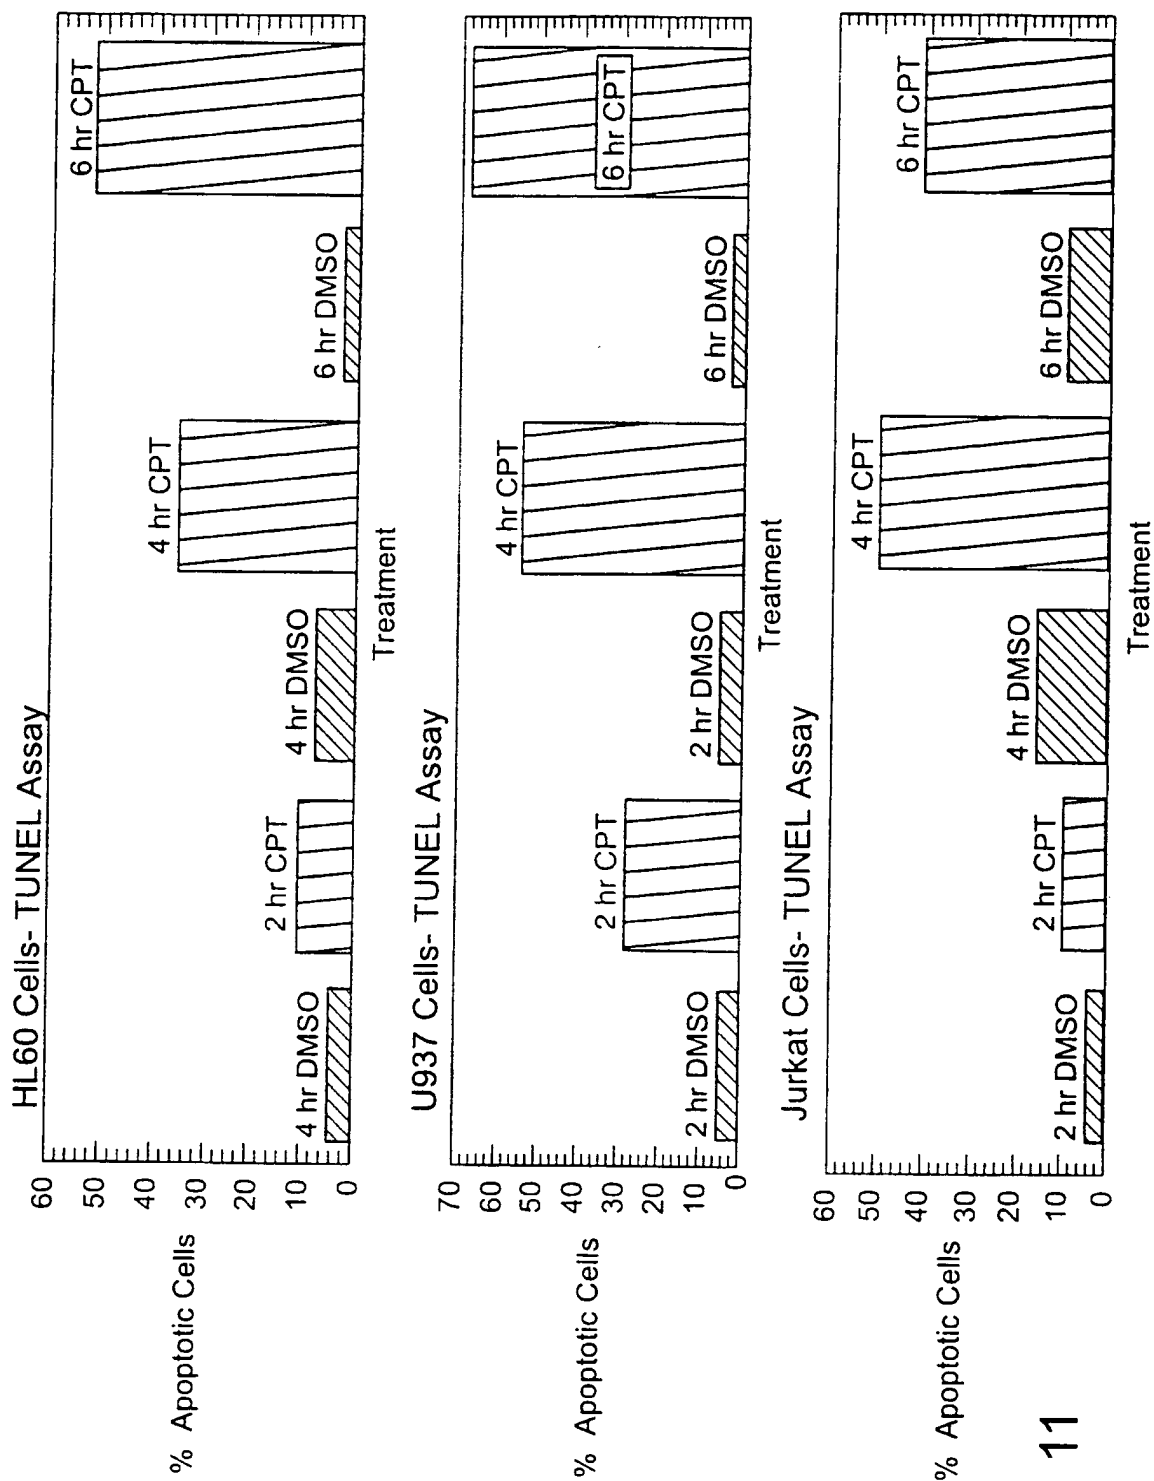 HL60 Cells- TUNEL Assay
% Apoptotic Cells
60
50
40
30
20
10
0
4 hr DMSO
2 hr CPT
4 hr DMSO
4 hr CPT
6 hr DMSO
6 hr CPT
Treatment
U937 Cells- TUNEL Assay
% Apoptotic Cells
70
60
50
40
30
20
10
0
2 hr DMSO
2 hr CPT
2 hr DMSO
4 hr CPT
6 hr DMSO
6 hr CPT
Treatment
Jurkat Cells- TUNEL Assay
% Apoptotic Cells
60
50
40
30
20
10
0
2 hr DMSO
2 hr CPT
4 hr DMSO
4 hr CPT
6 hr DMSO
6 hr CPT
Treatment
11